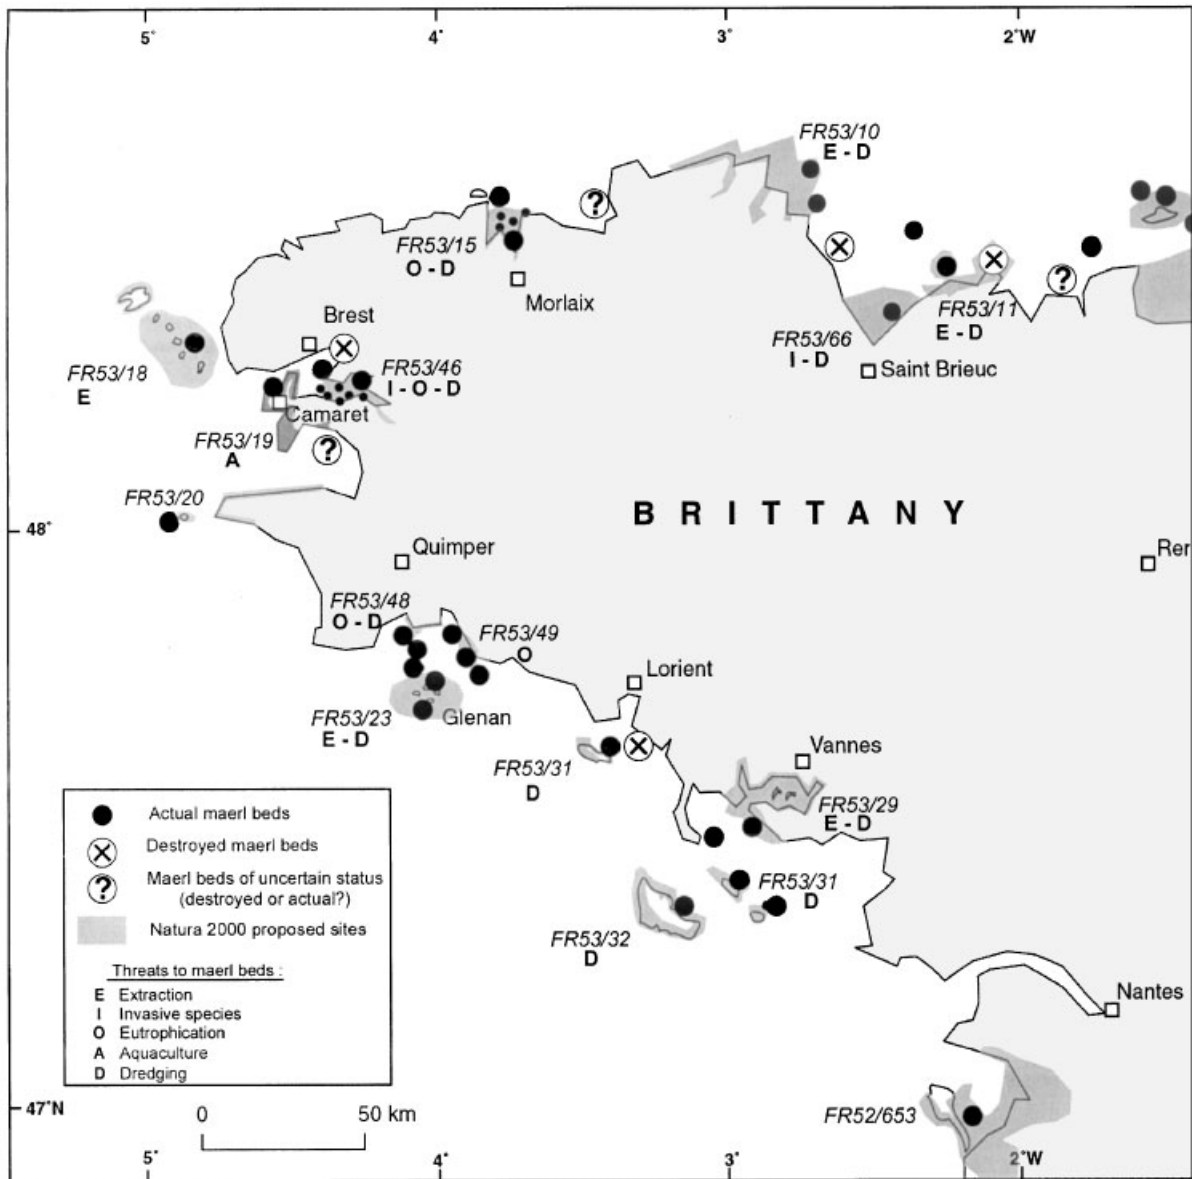 5°
4°
3°
2°W
FR53/10
E - D
FR53/15
O - D
Morlaix
?
?
FR53/11
E - D
FR53/66
I - D
Saint Brieuc
Brest
FR53/18
E
FR53/46
I - O - D
Camaret
FR53/19
A
?
FR53/20
48°
BRITTANY
Quimper
Rer
FR53/48
O - D
FR53/49
O
Lorient
Glenan
FR53/23
E - D
FR53/31
D
Vannes
FR53/29
E - D
FR53/31
D
FR53/32
D
Nantes
FR52/653
Actual maerl beds
Destroyed maerl beds
? Maerl beds of uncertain status
(destroyed or actual?)
Natura 2000 proposed sites
Threats to maerl beds :
E Extraction
I Invasive species
O Eutrophication
A Aquaculture
D Dredging
47°N
0 50 km
5°
4°
3°
2°W